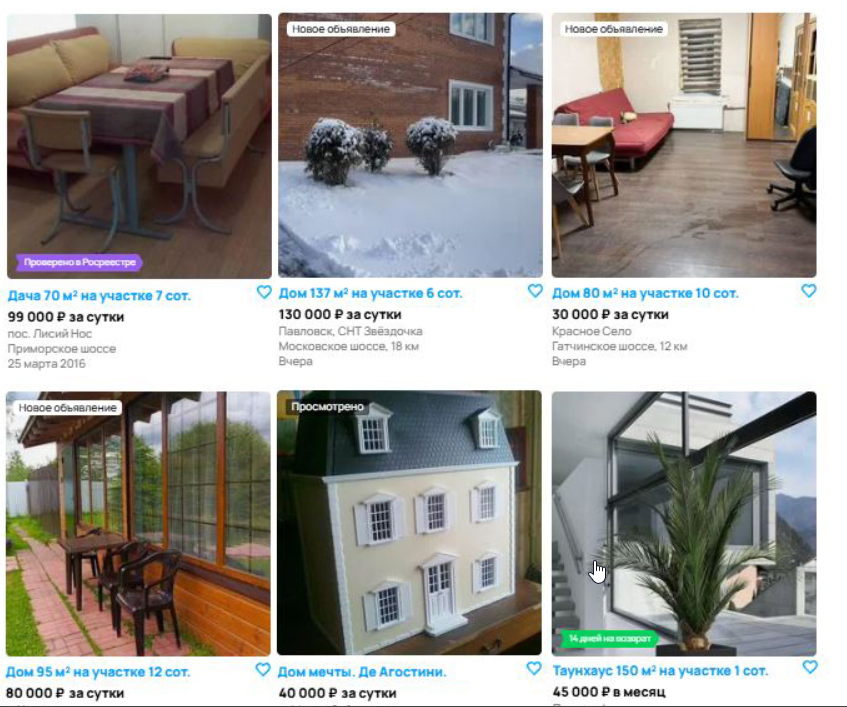 Новое объявление
Новое объявление
Проверено в Росреестре
Дача 70 м² на участке 7 сот.
99 000 ₽ за сутки
пос. Лисий Нос
Приморское шоссе
25 марта 2016
Дом 137 м² на участке 6 сот.
130 000 ₽ за сутки
Павловск, СНТ Звёздочка
Московское шоссе, 18 км
Вчера
Дом 80 м² на участке 10 сот.
30 000 ₽ за сутки
Красное Село
Гатчинское шоссе, 12 км
Вчера
Новое объявление
Просмотрено
14 дней на возврат
Дом 95 м² на участке 12 сот.
80 000 ₽ за сутки
Дом мечты. Де Агостини.
40 000 ₽ за сутки
Таунхаус 150 м² на участке 1 сот.
45 000 ₽ в месяц